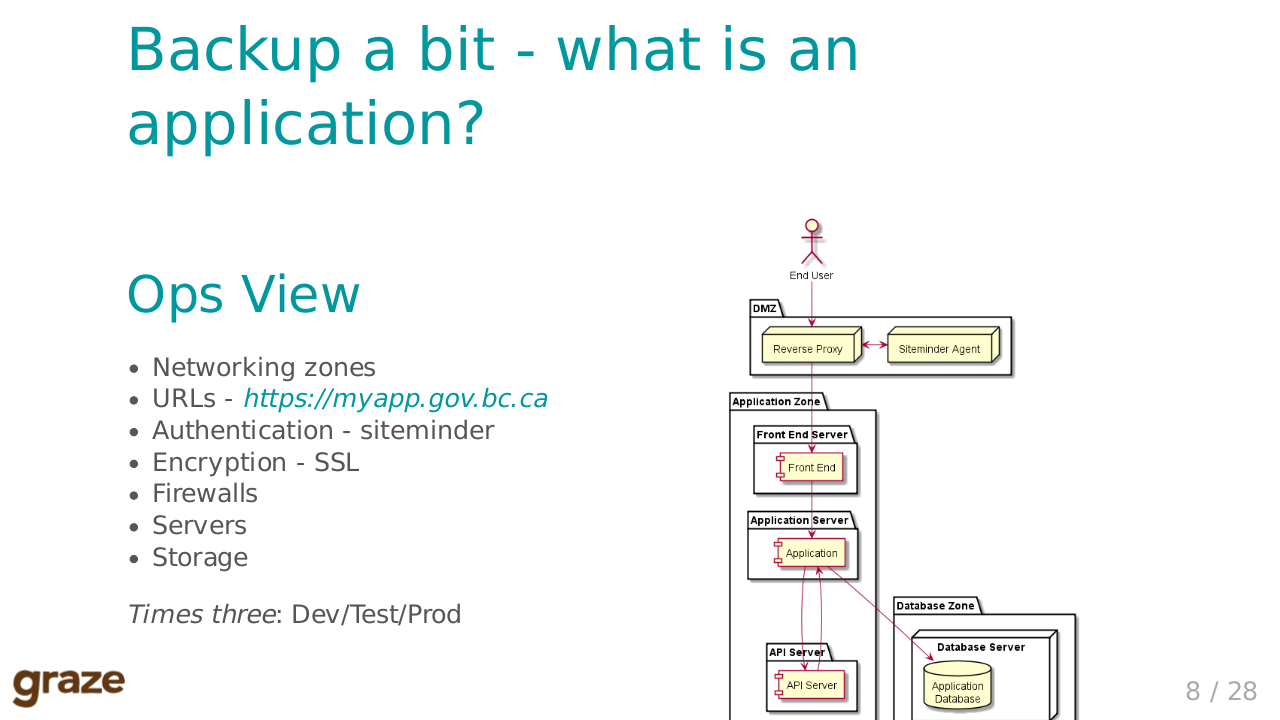 Backup a bit - what is an
application?
Ops View
Networking zones
URLs - https://myapp.gov.bc.ca
Authentication - siteminder
Encryption - SSL
Firewalls
Servers
Storage
Times three: Dev/Test/Prod
End User
DMZ
Reverse Proxy
Siteminder Agent
Application Zone
Front End Server
Front End
Application Server
Application
Database Zone
Database Server
Application
Database
API Server
API Server
graze
8 / 28